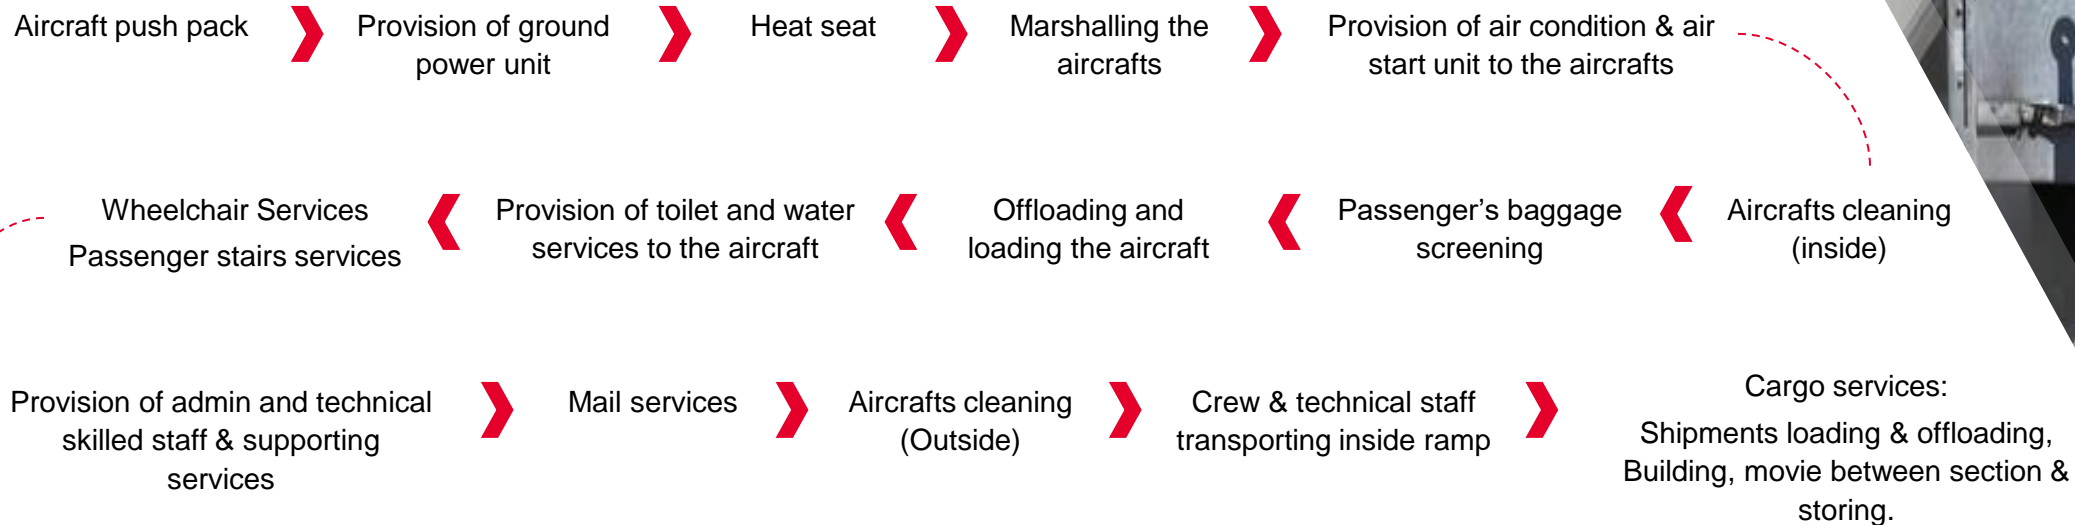 Aircraft push pack
Provision of ground
power unit
Heat seat
Marshalling the
aircrafts
Provision of air condition & air
start unit to the aircrafts
Aircrafts cleaning
(inside)
Passenger's baggage
screening
Offloading and
loading the aircraft
Provision of toilet and water
services to the aircraft
Wheelchair Services
Passenger stairs services
Provision of admin and technical
skilled staff & supporting
services
Mail services
Aircrafts cleaning
(Outside)
Crew & technical staff
transporting inside ramp
Cargo services:
Shipments loading & offloading,
Building, movie between section &
storing.